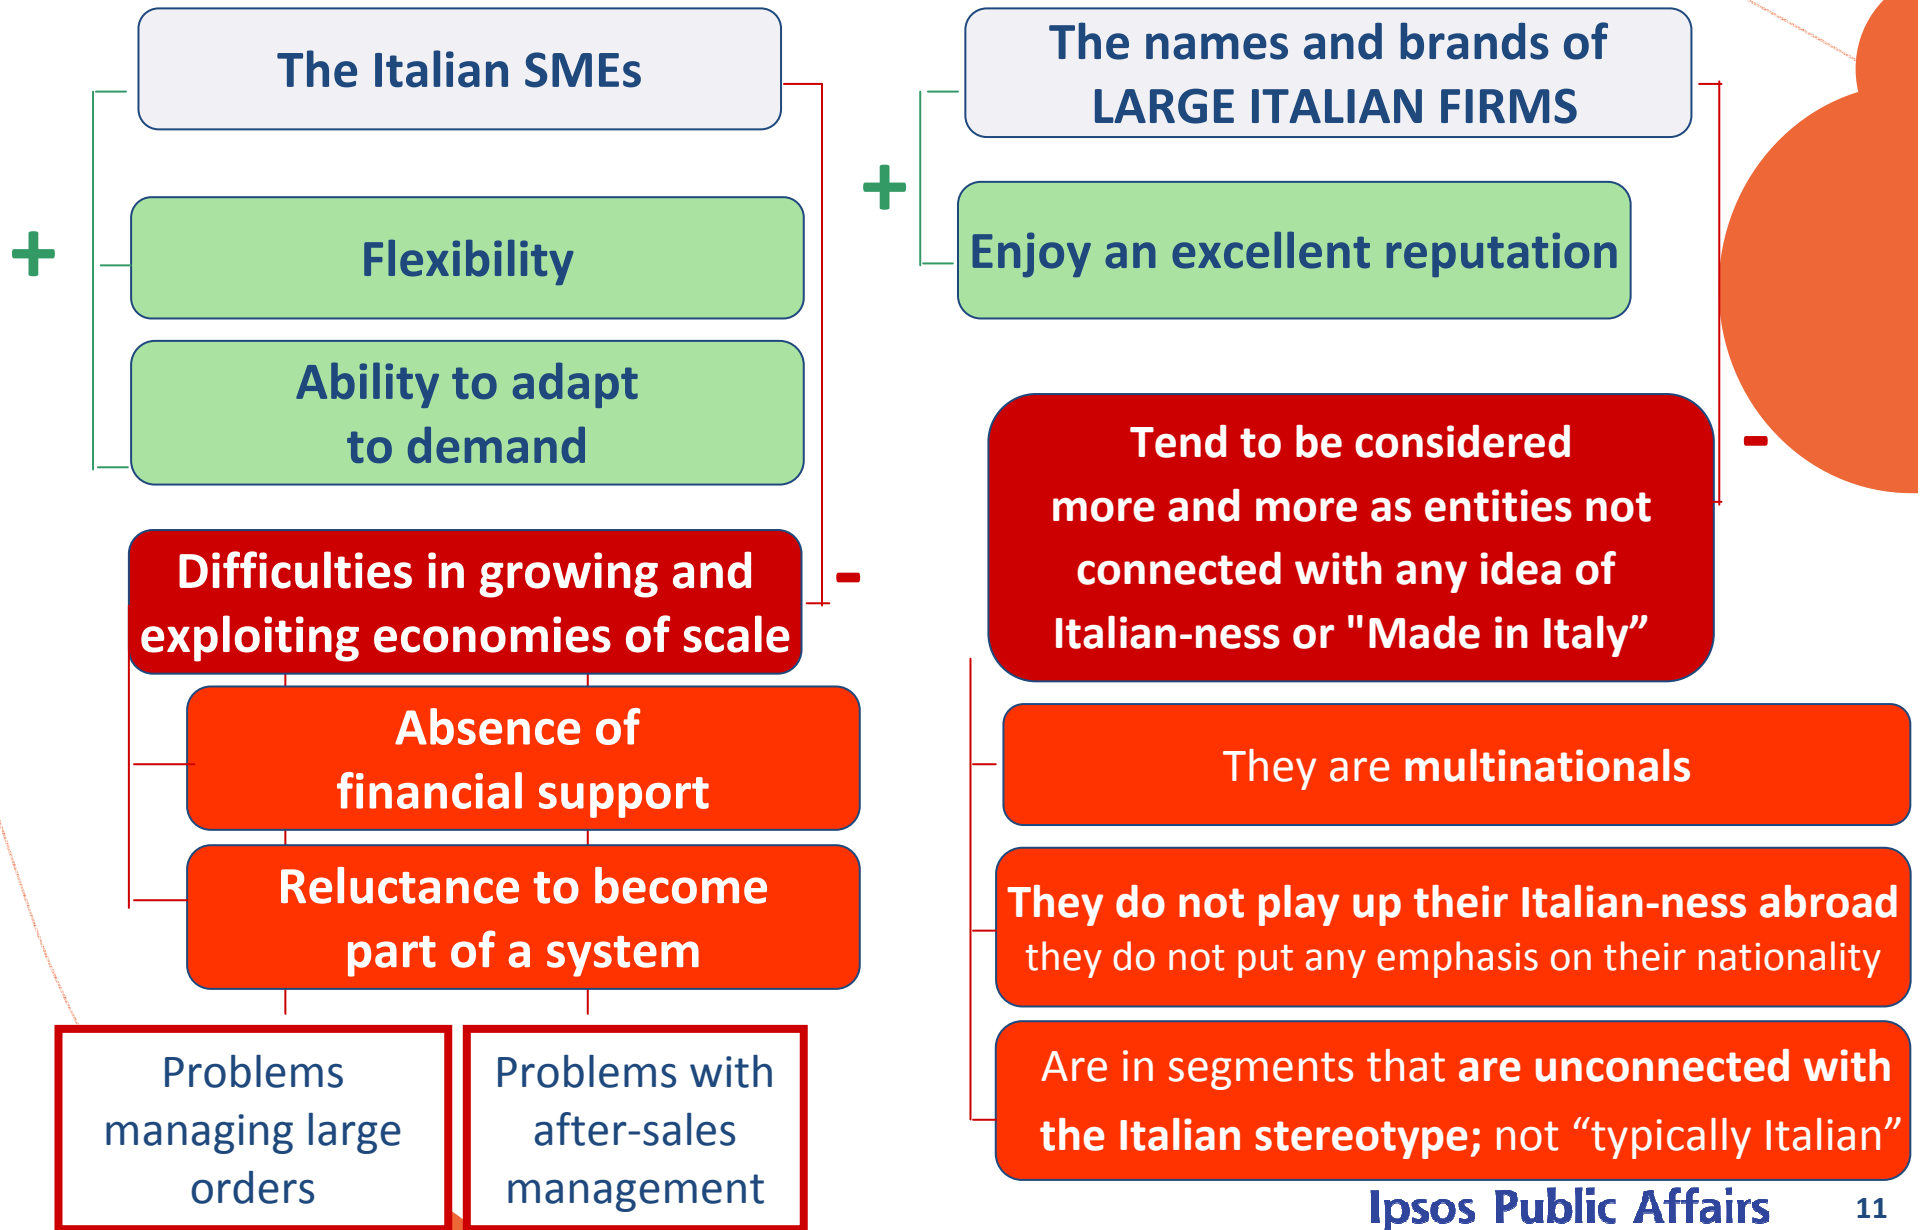 The Italian SMEs
+
Flexibility
Ability to adapt
to demand
-
Difficulties in growing and
exploiting economies of scale
Absence of
financial support
Reluctance to become
part of a system
Problems
managing large
orders
Problems with
after-sales
management
The names and brands of
LARGE ITALIAN FIRMS
+
Enjoy an excellent reputation
-
Tend to be considered
more and more as entities not
connected with any idea of
Italian-ness or "Made in Italy”
They are multinationals
They do not play up their Italian-ness abroad
they do not put any emphasis on their nationality
Are in segments that are unconnected with
the Italian stereotype; not “typically Italian”
Ipsos Public Affairs
11